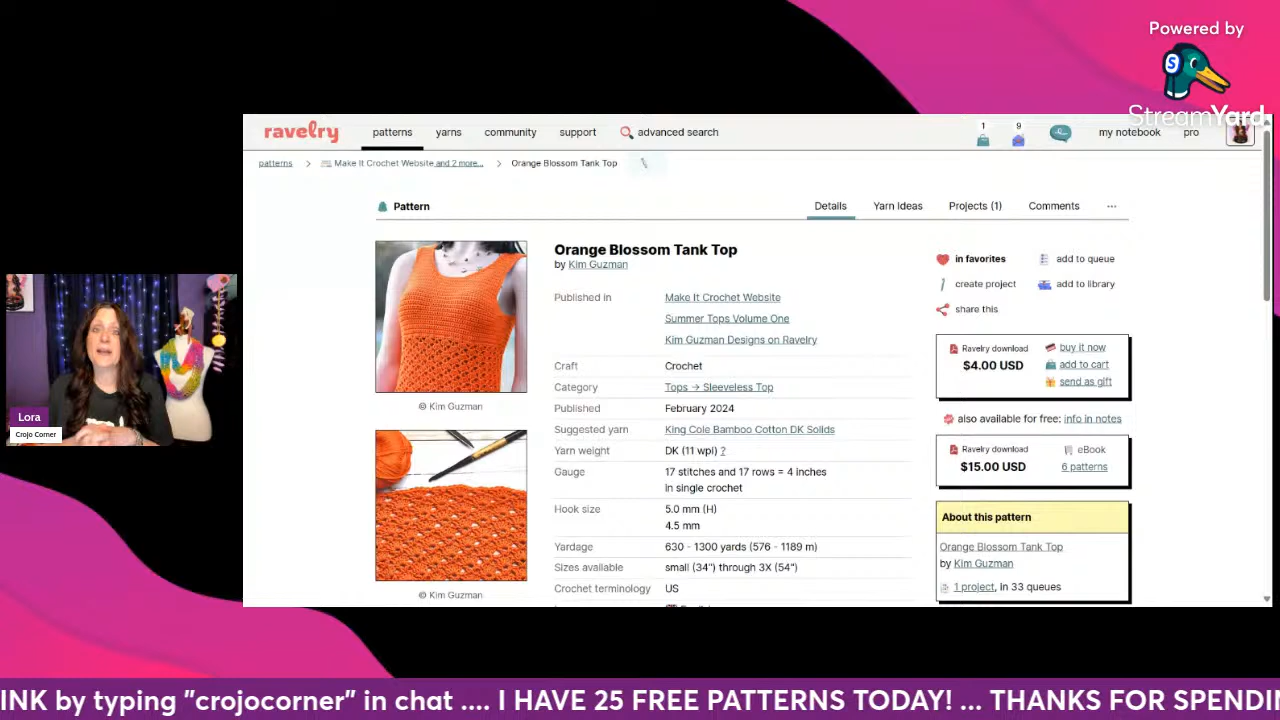 Powered by
StreamYard
ravelry patterns yarns community support advanced search 1 9 my notebook pro
patterns > Make It Crochet Website and 2 more... > Orange Blossom Tank Top
Pattern Details Yarn Ideas Projects (1) Comments ...
Orange Blossom Tank Top
by Kim Guzman
Published in Make It Crochet Website
Summer Tops Volume One
Kim Guzman Designs on Ravelry
Craft Crochet
Category Tops → Sleeveless Top
Published February 2024
Suggested yarn King Cole Bamboo Cotton DK Solids
Yarn weight DK (11 wpi) ?
Gauge 17 stitches and 17 rows = 4 inches
in single crochet
Hook size 5.0 mm (H)
4.5 mm
Yardage 630 - 1300 yards (576 - 1189 m)
Sizes available small (34") through 3X (54")
Crochet terminology US
© Kim Guzman
© Kim Guzman
in favorites add to queue
create project add to library
share this
Ravelry download buy it now
$4.00 USD add to cart
send as gift
also available for free: info in notes
Ravelry download eBook
$15.00 USD 6 patterns
About this pattern
Orange Blossom Tank Top
by Kim Guzman
1 project, in 33 queues
Lora
Crojo Corner
INK by typing "crojocorner" in chat .... I HAVE 25 FREE PATTERNS TODAY! ... THANKS FOR SPENDIN